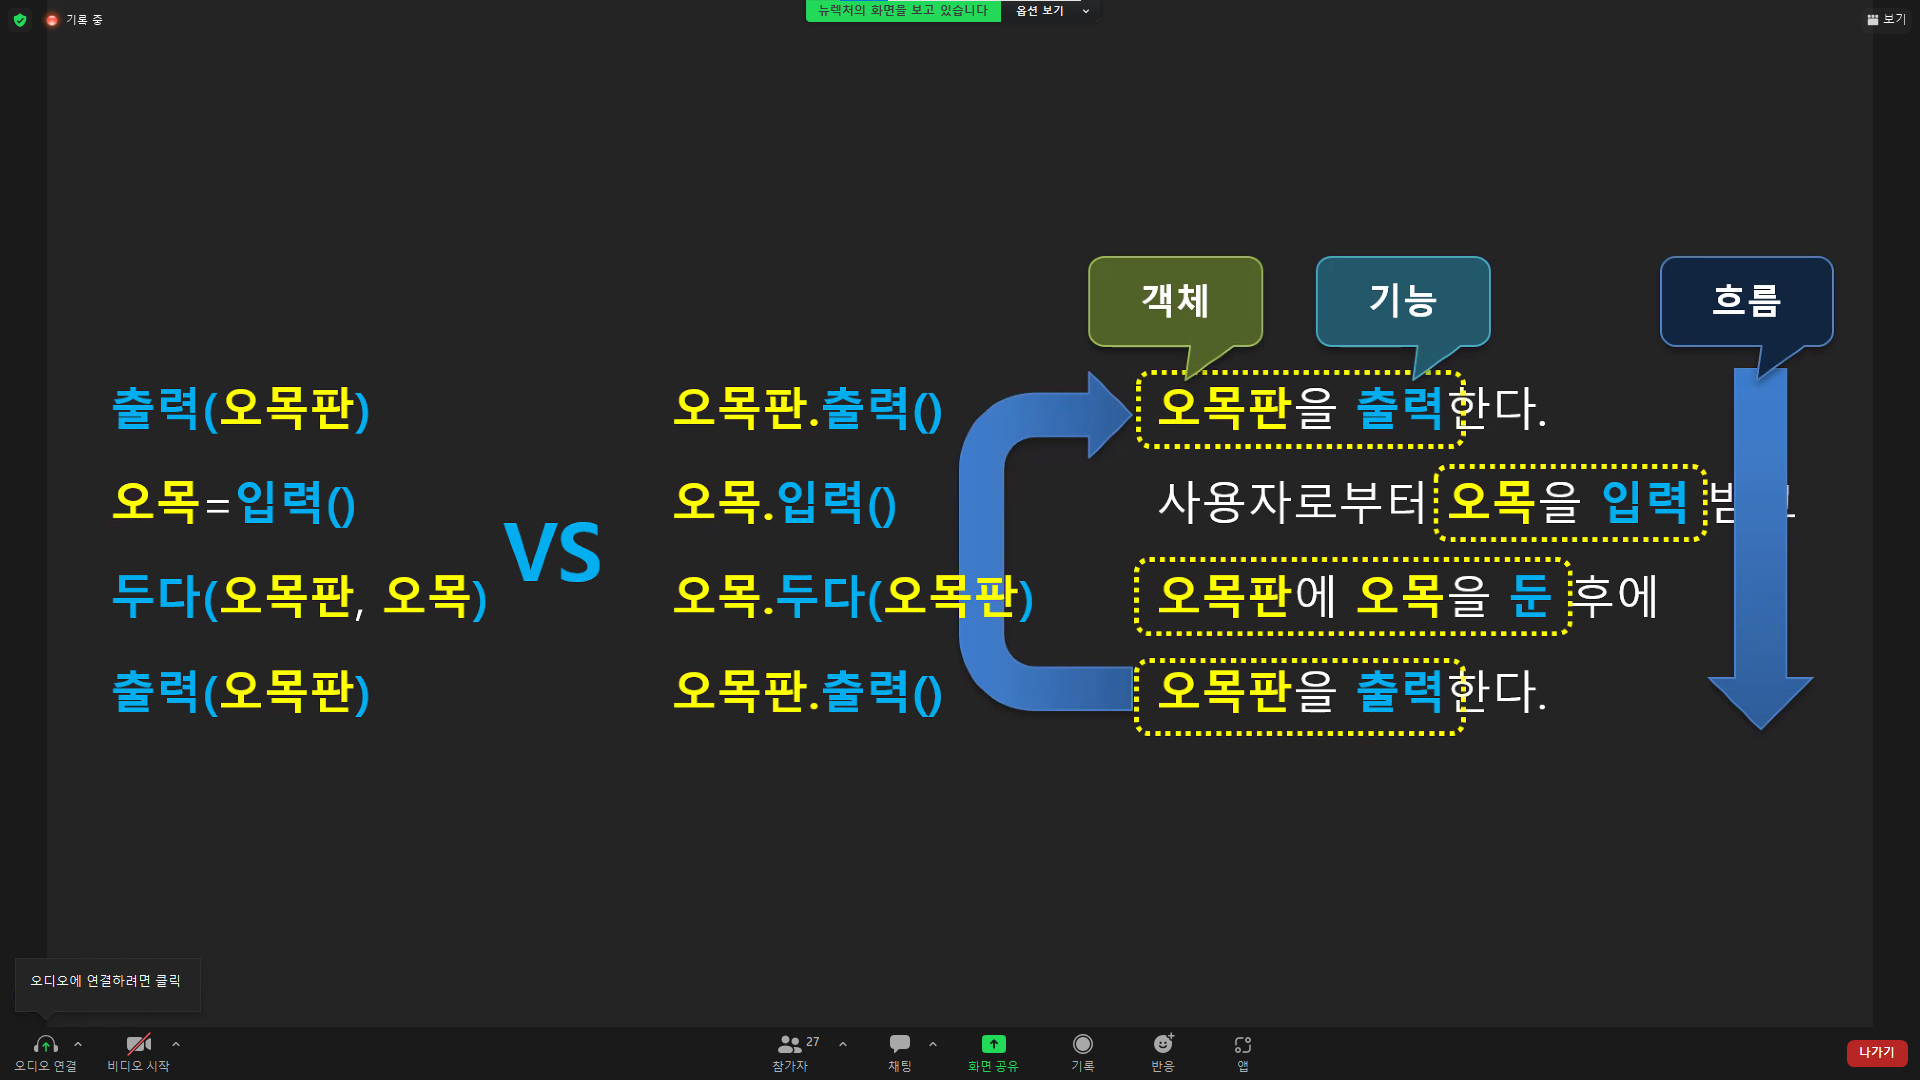 기록 중
뉴렉처의 화면을 보고 있습니다
옵션 보기
보기
객체
기능
흐름
출력(오목판)
오목판.출력()
오목판을 출력한다.
오목=입력()
오목.입력()
사용자로부터 오목을 입력
VS
두다(오목판, 오목)
오목.두다(오목판)
오목판에 오목을 둔 후에
출력(오목판)
오목판.출력()
오목판을 출력한다.
오디오에 연결하려면 클릭
오디오 연결
비디오 시작
27
참가자
채팅
화면 공유
기록
반응
앱
나가기